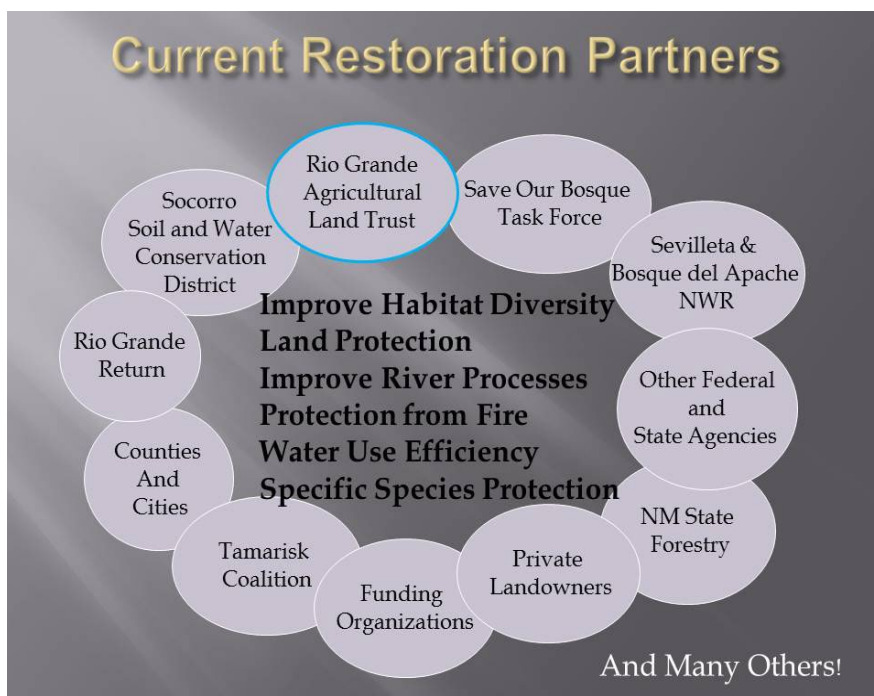 Current Restoration Partners
Rio Grande
Agricultural
Land Trust
Save Our Bosque
Task Force
Sevilleta &
Bosque del Apache
NWR
Other Federal
and
State Agencies
NM State
Forestry
Private
Landowners
Funding
Organizations
Tamarisk
Coalition
Counties
And
Cities
Rio Grande
Return
Socorro
Soil and Water
Conservation
District
Improve Habitat Diversity
Land Protection
Improve River Processes
Protection from Fire
Water Use Efficiency
Specific Species Protection
And Many Others!